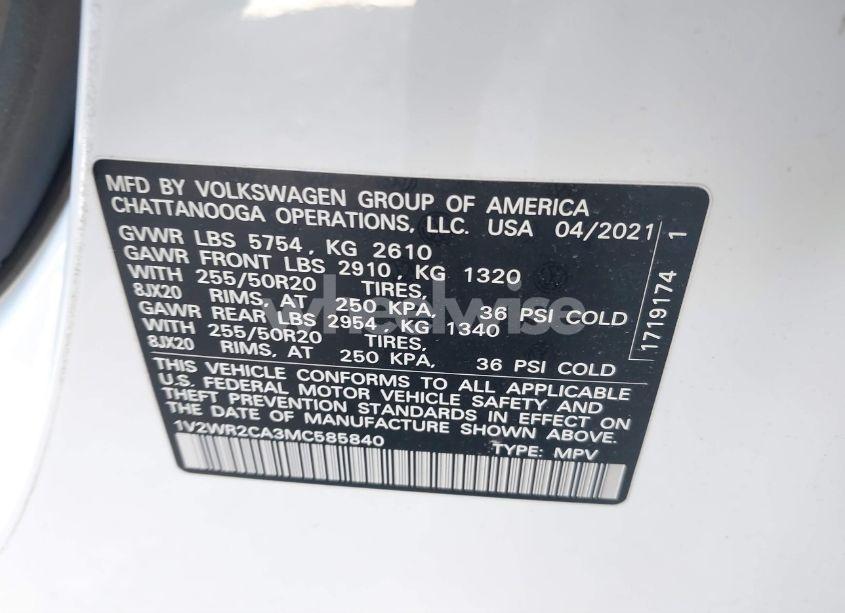 MFD BY VOLKSWAGEN GROUP OF AMERICA
CHATTANOOGA OPERATIONS, LLC. USA 04/2021
GVWR LBS 5754, KG 2610
GAWR FRONT LBS 2910, KG 1320
WITH 255/50R20 TIRES,
8JX20 RIMS, AT 250 KPA, 36 PSI COLD
GAWR REAR LBS 2954, KG 1340
WITH 255/50R20 TIRES,
8JX20 RIMS, AT 250 KPA, 36 PSI COLD
THIS VEHICLE CONFORMS TO ALL APPLICABLE
U.S. FEDERAL MOTOR VEHICLE SAFETY AND
THEFT PREVENTION STANDARDS IN EFFECT ON
THE DATE OF MANUFACTURE SHOWN ABOVE.
1V2WR2CA3MC585840 TYPE: MPV
1719174 1
wheelwise